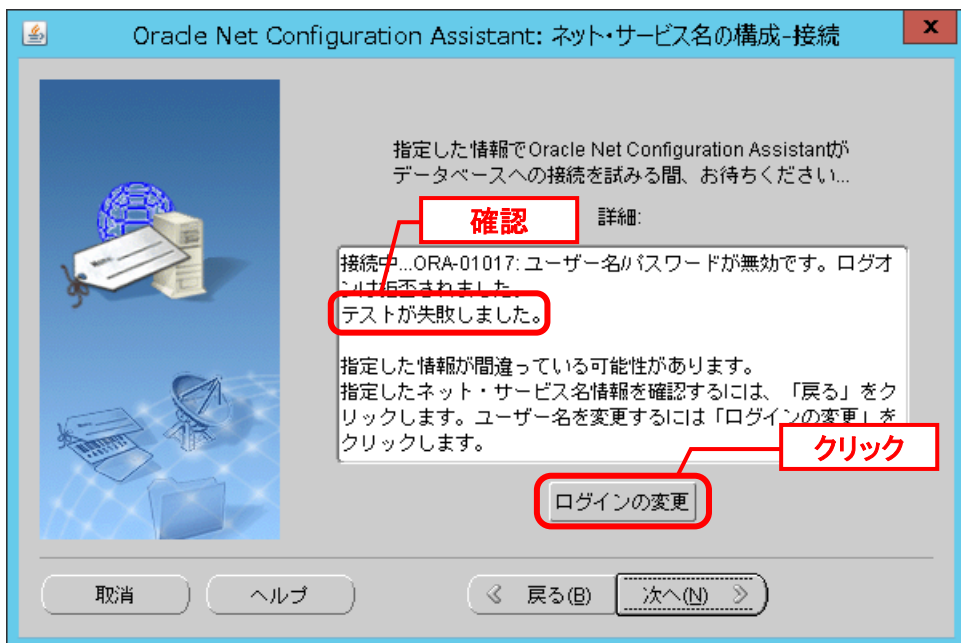 Oracle Net Configuration Assistant: ネット・サービス名の構成-接続
x
指定した情報でOracle Net Configuration Assistantが
データベースへの接続を試みる間、お待ちください...
確認
詳細:
接続中...ORA-01017: ユーザー名/パスワードが無効です。ログオ
ンは拒否されました。
テストが失敗しました。
指定した情報が間違っている可能性があります。
指定したネット・サービス名情報を確認するには、「戻る」をク
リックします。ユーザー名を変更するには「ログインの変更」を
クリックします。
クリック
ログインの変更
取消
ヘルプ
戻る(B)
次へ(N)